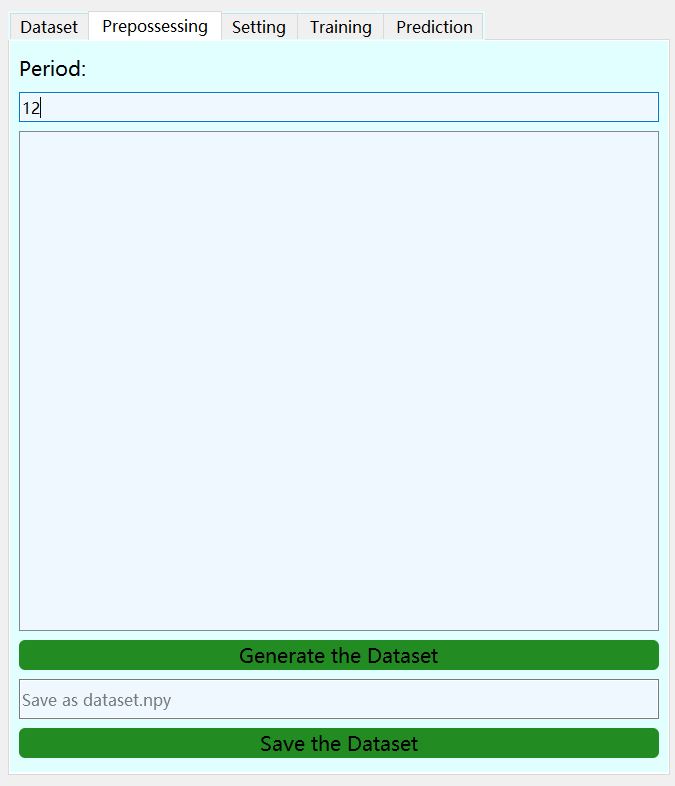 Dataset Prepossessing Setting Training Prediction
Period:
12
Generate the Dataset
Save as dataset.npy
Save the Dataset